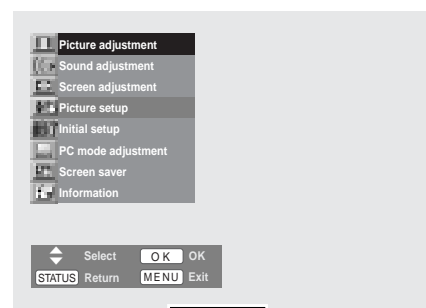 Picture adjustment
Sound adjustment
Screen adjustment
Picture setup
Initial setup
PC mode adjustment
Screen saver
Information
Select OK OK
STATUS Return MENU Exit